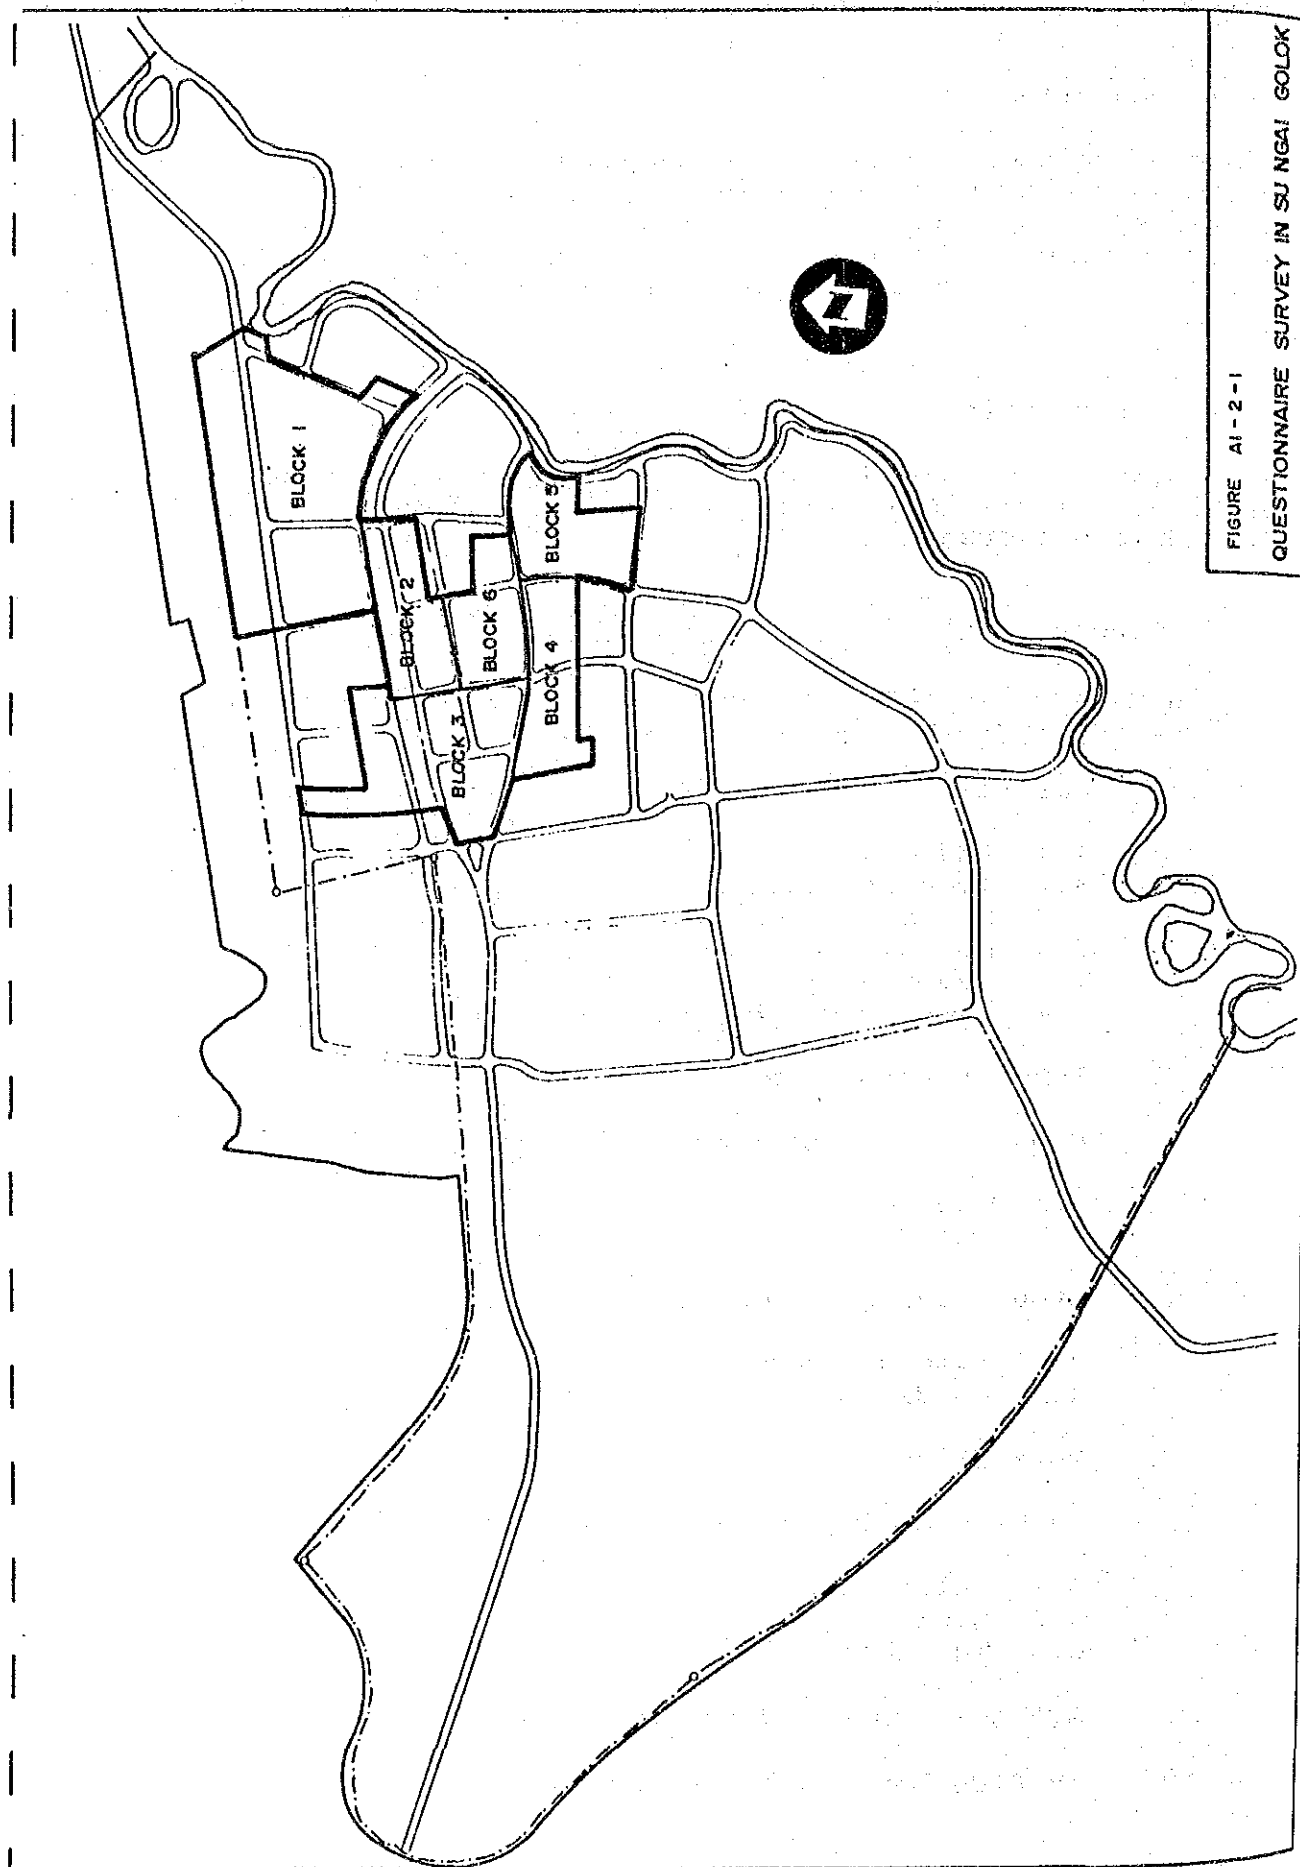 BLOCK 1
BLOCK 2
BLOCK 3
BLOCK 6
BLOCK 4
BLOCK 5
N
FIGURE A1-2-1
QUESTIONNAIRE SURVEY IN SU NGAI GOLOK